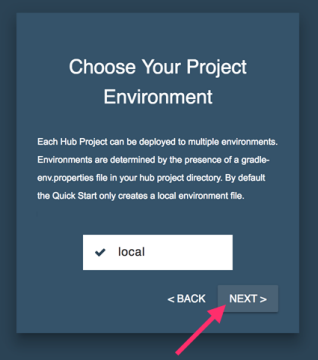 Choose Your Project
Environment
Each Hub Project can be deployed to multiple environments.
Environments are determined by the presence of a gradle-
env.properties file in your hub project directory. By default
the Quick Start only creates a local environment file.
local
< BACK NEXT >